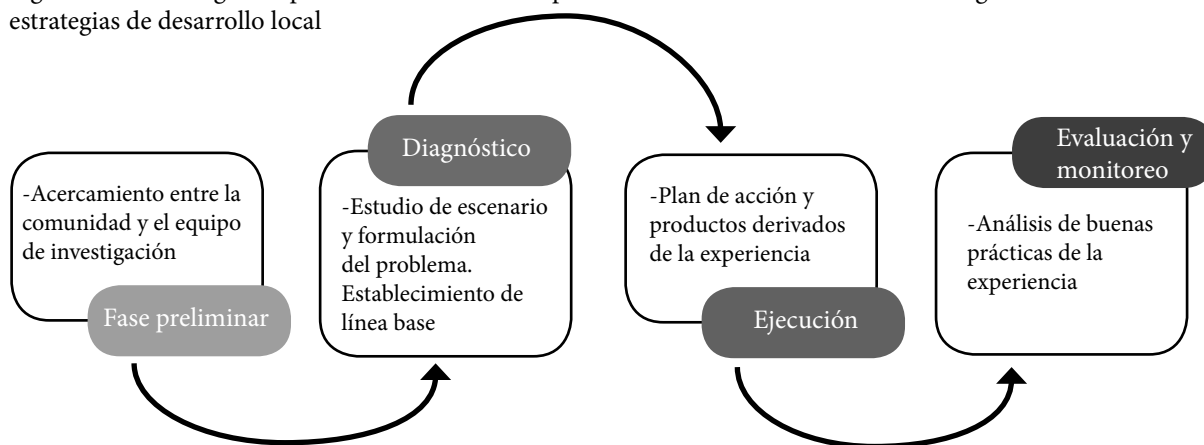 estrategias de desarrollo local
-Acercamiento entre la
comunidad y el equipo
de investigación
Fase preliminar
Diagnóstico
-Estudio de escenario
y formulación
del problema.
Establecimiento de
línea base
-Plan de acción y
productos derivados
de la experiencia
Ejecución
Evaluación y
monitoreo
-Análisis de buenas
prácticas de la
experiencia